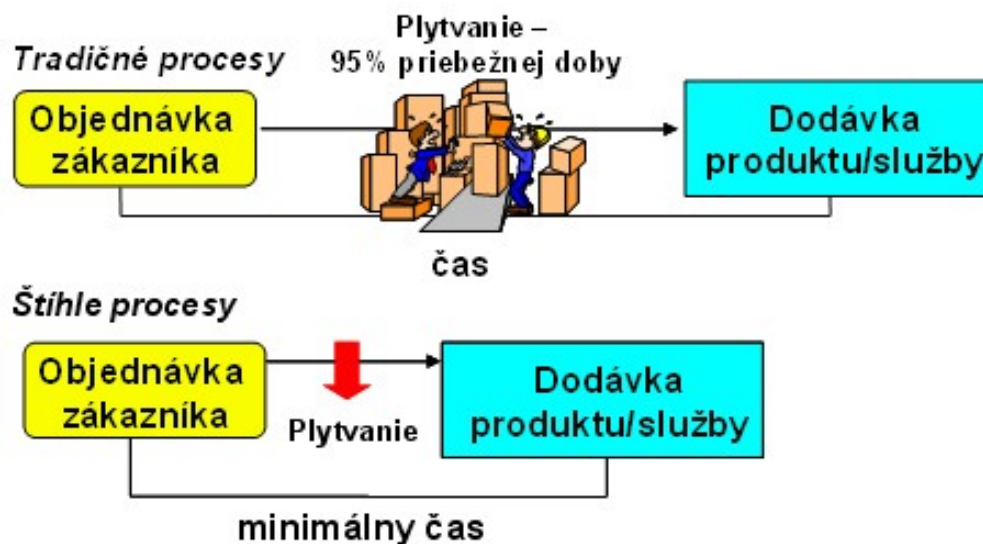 Plytvanie –
Tradičné procesy
95% priebežnej doby
Objednávka
zákazníka
Dodávka
produktu/služby
čas
Štíhle procesy
Objednávka
zákazníka
Plytvanie
Dodávka
produktu/služby
minimálny čas